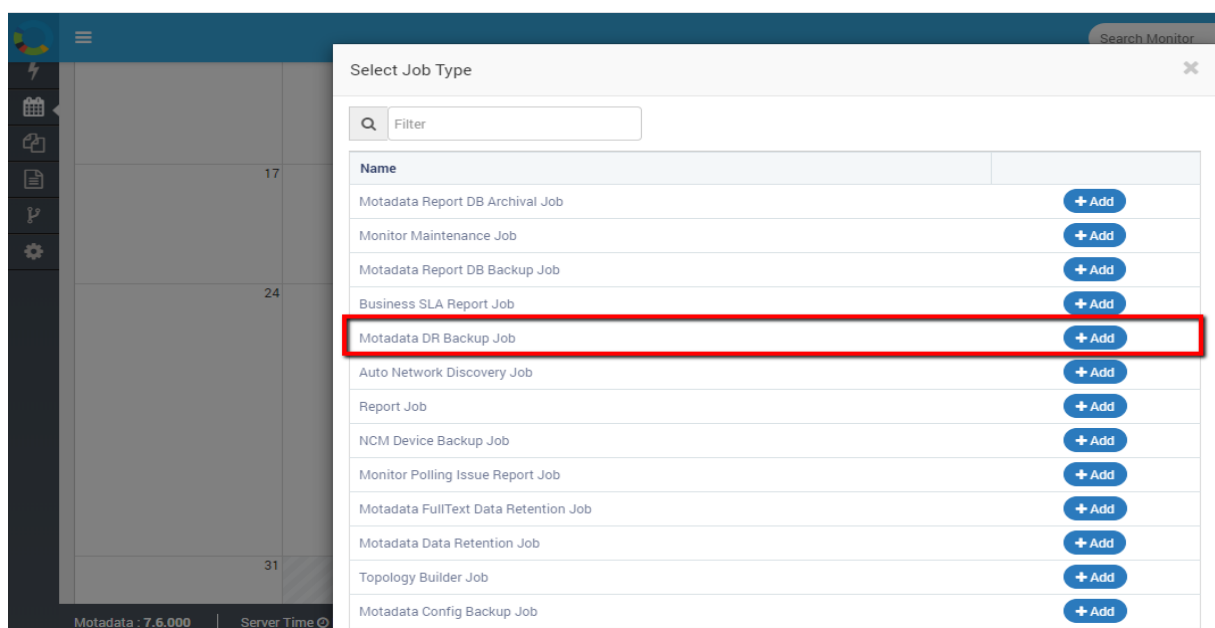 Search Monitor
Select Job Type
Filter
Name
Motadata Report DB Archival Job + Add
Monitor Maintenance Job + Add
17
Motadata Report DB Backup Job + Add
Business SLA Report Job + Add
24
Motadata DR Backup Job + Add
Auto Network Discovery Job + Add
Report Job + Add
NCM Device Backup Job + Add
Monitor Polling Issue Report Job + Add
Motadata FullText Data Retention Job + Add
Motadata Data Retention Job + Add
31
Topology Builder Job + Add
Motadata Config Backup Job + Add
Motadata : 7.6.000 | Server Time